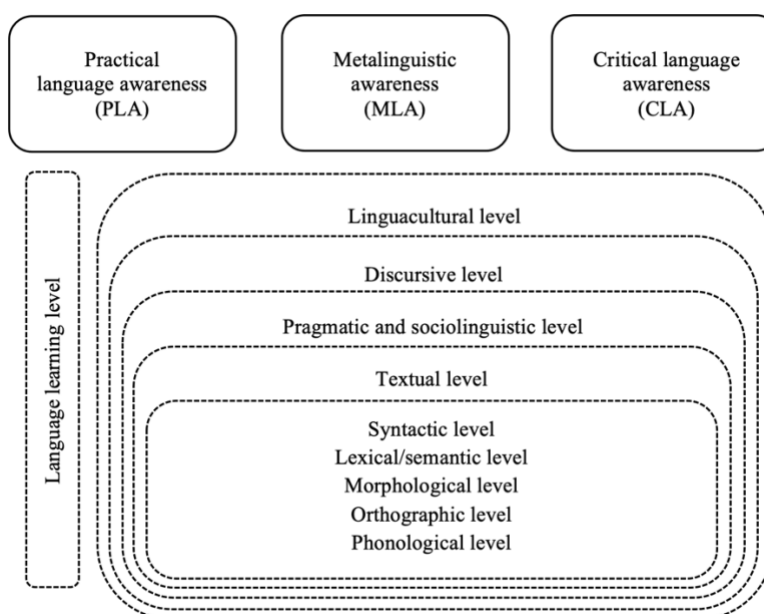 Practical
language awareness
(PLA)
Metalinguistic
awareness
(MLA)
Critical language
awareness
(CLA)
Language learning level
Linguacultural level
Discursive level
Pragmatic and sociolinguistic level
Textual level
Syntactic level
Lexical/semantic level
Morphological level
Orthographic level
Phonological level